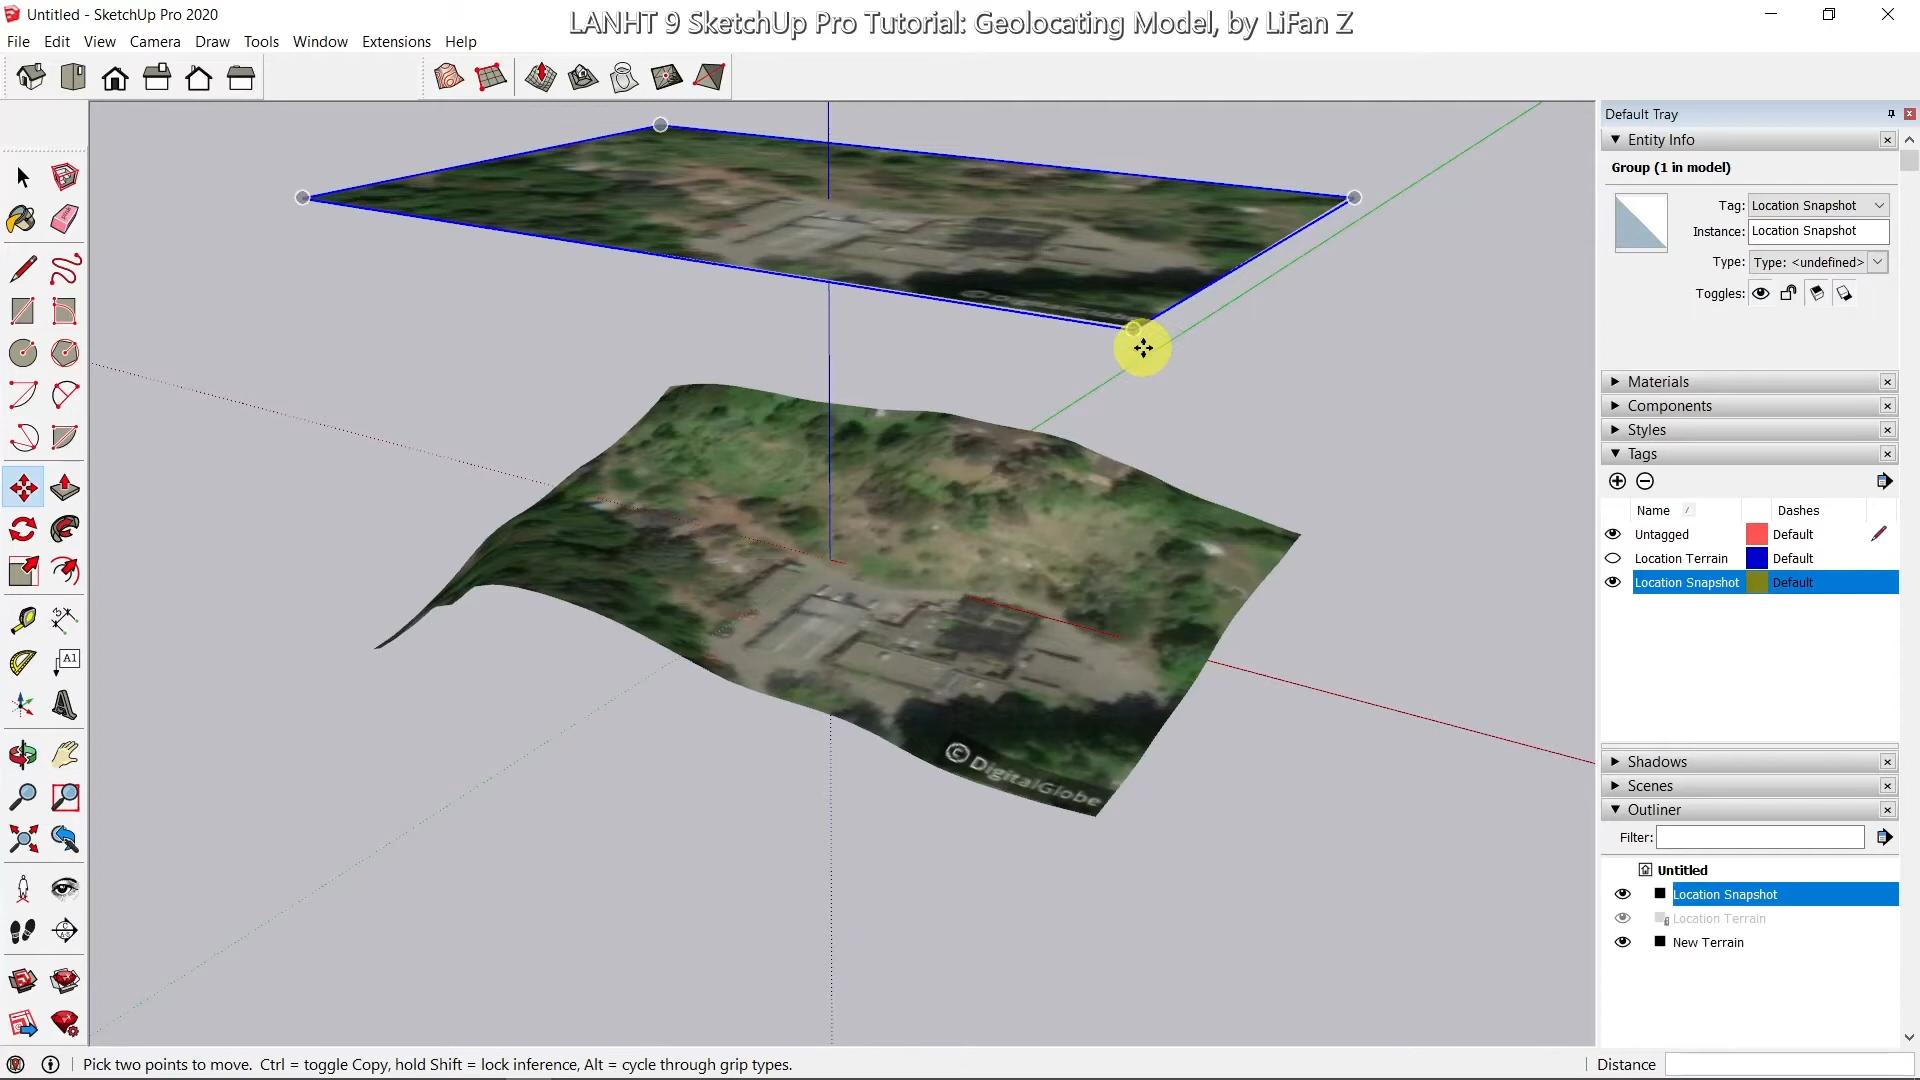 Untitled - SketchUp Pro 2020
LANHT 9 SketchUp Pro Tutorial: Geolocating Model, by LiFan Z
File Edit View Camera Draw Tools Window Extensions Help
Default Tray
Entity Info
Group (1 in model)
Tag: Location Snapshot
Instance: Location Snapshot
Type: Type: <undefined>
Toggles:
Materials
Components
Styles
Tags
Name Dashes
Untagged Default
Location Terrain Default
Location Snapshot Default
Shadows
Scenes
Outliner
Filter:
Untitled
Location Snapshot
Location Terrain
New Terrain
A1
© DigitalGlobe
Pick two points to move. Ctrl = toggle Copy, hold Shift = lock inference, Alt = cycle through grip types.
Distance